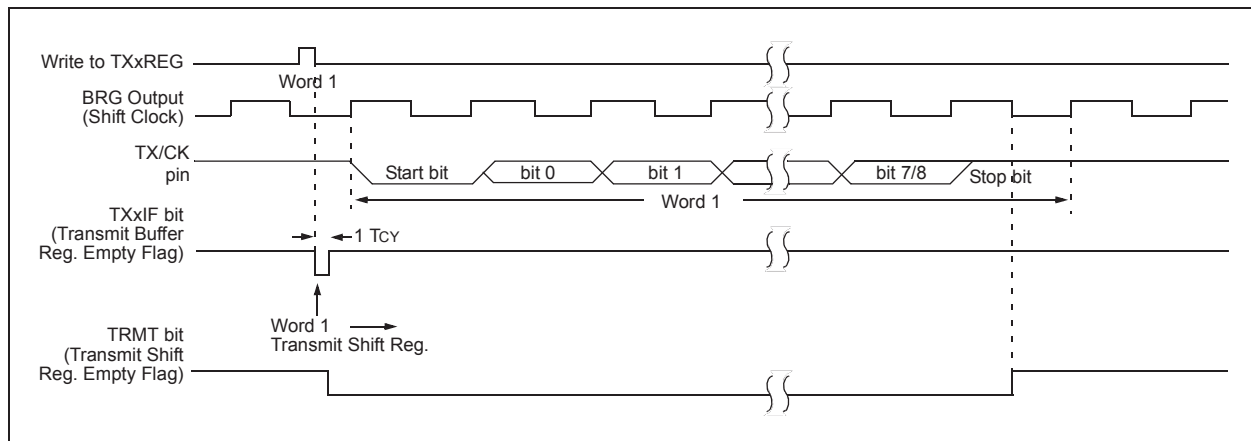 Write to TXxREG
Word 1
BRG Output
(Shift Clock)
TX/CK
pin
Start bit
bit 0
bit 1
bit 7/8
Stop bit
Word 1
TXxIF bit
(Transmit Buffer
Reg. Empty Flag)
1 TCY
Word 1
Transmit Shift Reg.
TRMT bit
(Transmit Shift
Reg. Empty Flag)